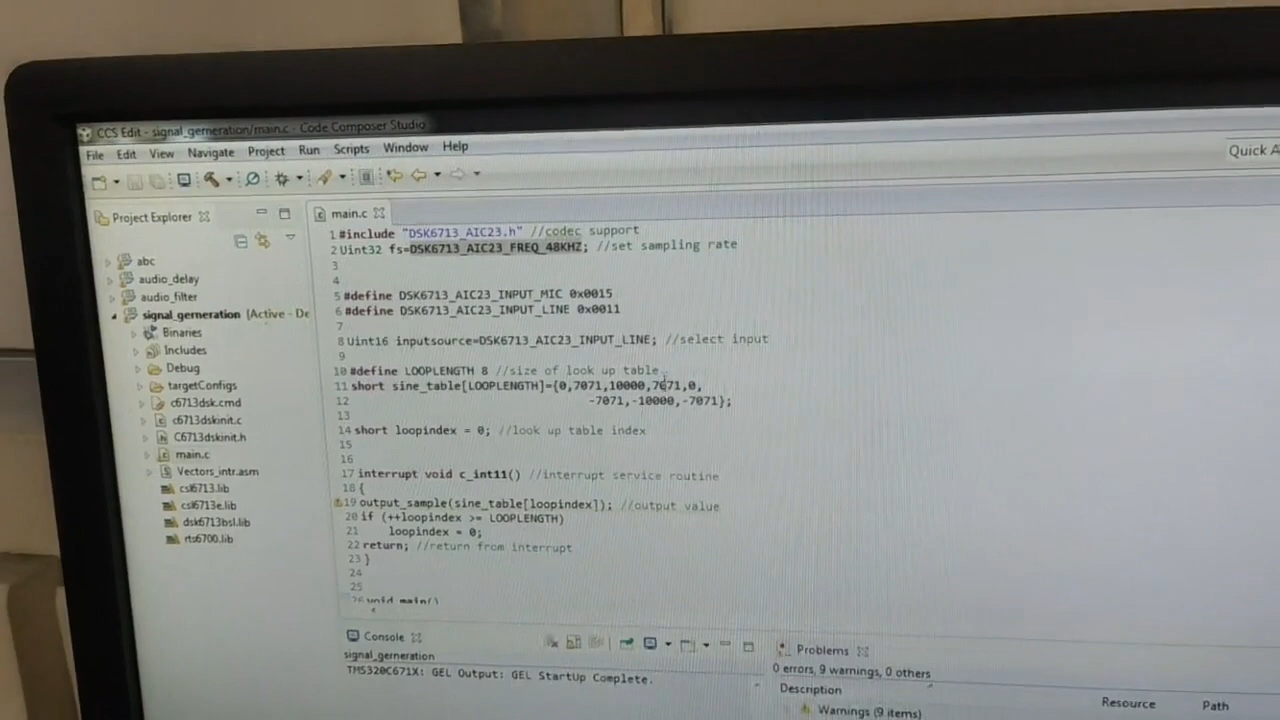 CCS Edit - signal_gerneration/main.c - Code Composer Studio
File Edit View Navigate Project Run Scripts Window Help
Quick A
Project Explorer
abc
audio_delay
audio_filter
signal_gerneration [Active - De
Binaries
Includes
Debug
targetConfigs
c6713dsk.cmd
c6713dskinit.c
C6713dskinit.h
main.c
Vectors_intr.asm
csl6713.lib
csl6713e.lib
dsk6713bsl.lib
rts6700.lib
main.c
1 #include "DSK6713_AIC23.h" //codec support
2 Uint32 fs=DSK6713_AIC23_FREQ_48KHZ; //set sampling rate
3
4
5 #define DSK6713_AIC23_INPUT_MIC 0x0015
6 #define DSK6713_AIC23_INPUT_LINE 0x0011
7
8 Uint16 inputsource=DSK6713_AIC23_INPUT_LINE; //select input
9
10 #define LOOPLENGTH 8 //size of look up table
11 short sine_table[LOOPLENGTH]={0,7071,10000,7071,0,
12 -7071,-10000,-7071};
13
14 short loopindex = 0; //look up table index
15
16
17 interrupt void c_int11() //interrupt service routine
18 {
19 output_sample(sine_table[loopindex]); //output value
20 if (++loopindex >= LOOPLENGTH)
21 loopindex = 0;
22 return; //return from interrupt
23 }
24
25
26 void main()
Console
signal_gerneration
TMS320C671X: GEL Output: GEL StartUp Complete.
Problems
0 errors, 9 warnings, 0 others
Description Resource Path
Warnings (9 items)